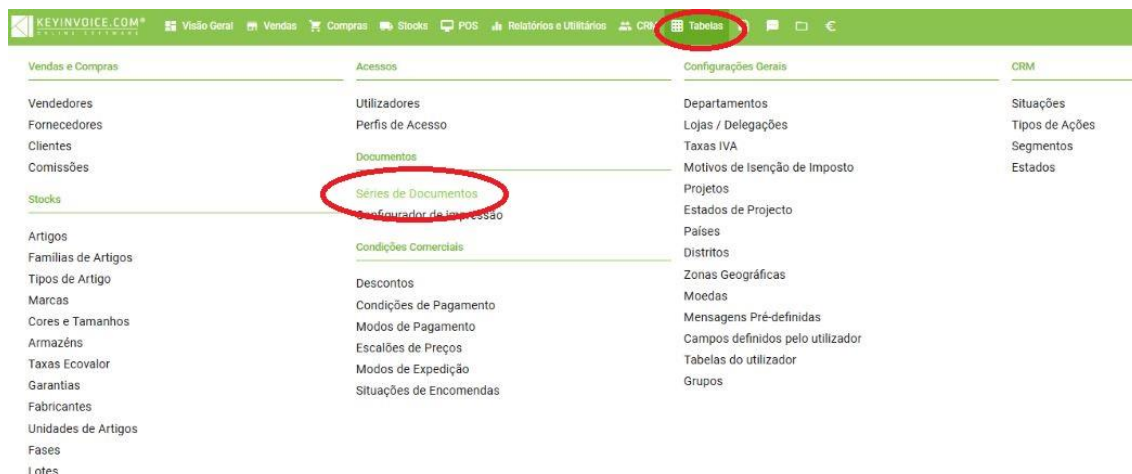 KEYINVOICE.COM®
ONLINE SOFTWARE
Visão Geral Vendas Compras Stocks POS Relatórios e Utilitários CRM Tabelas €
Vendas e Compras
Vendedores
Fornecedores
Clientes
Comissões
Stocks
Artigos
Famílias de Artigos
Tipos de Artigo
Marcas
Cores e Tamanhos
Armazéns
Taxas Ecovalor
Garantias
Fabricantes
Unidades de Artigos
Fases
Lotes
Acessos
Utilizadores
Perfis de Acesso
Documentos
Séries de Documentos
Configurador de impressão
Condições Comerciais
Descontos
Condições de Pagamento
Modos de Pagamento
Escalões de Preços
Modos de Expedição
Situações de Encomendas
Configurações Gerais
Departamentos
Lojas / Delegações
Taxas IVA
Motivos de Isenção de Imposto
Projetos
Estados de Projecto
Países
Distritos
Zonas Geográficas
Moedas
Mensagens Pré-definidas
Campos definidos pelo utilizador
Tabelas do utilizador
Grupos
CRM
Situações
Tipos de Ações
Segmentos
Estados